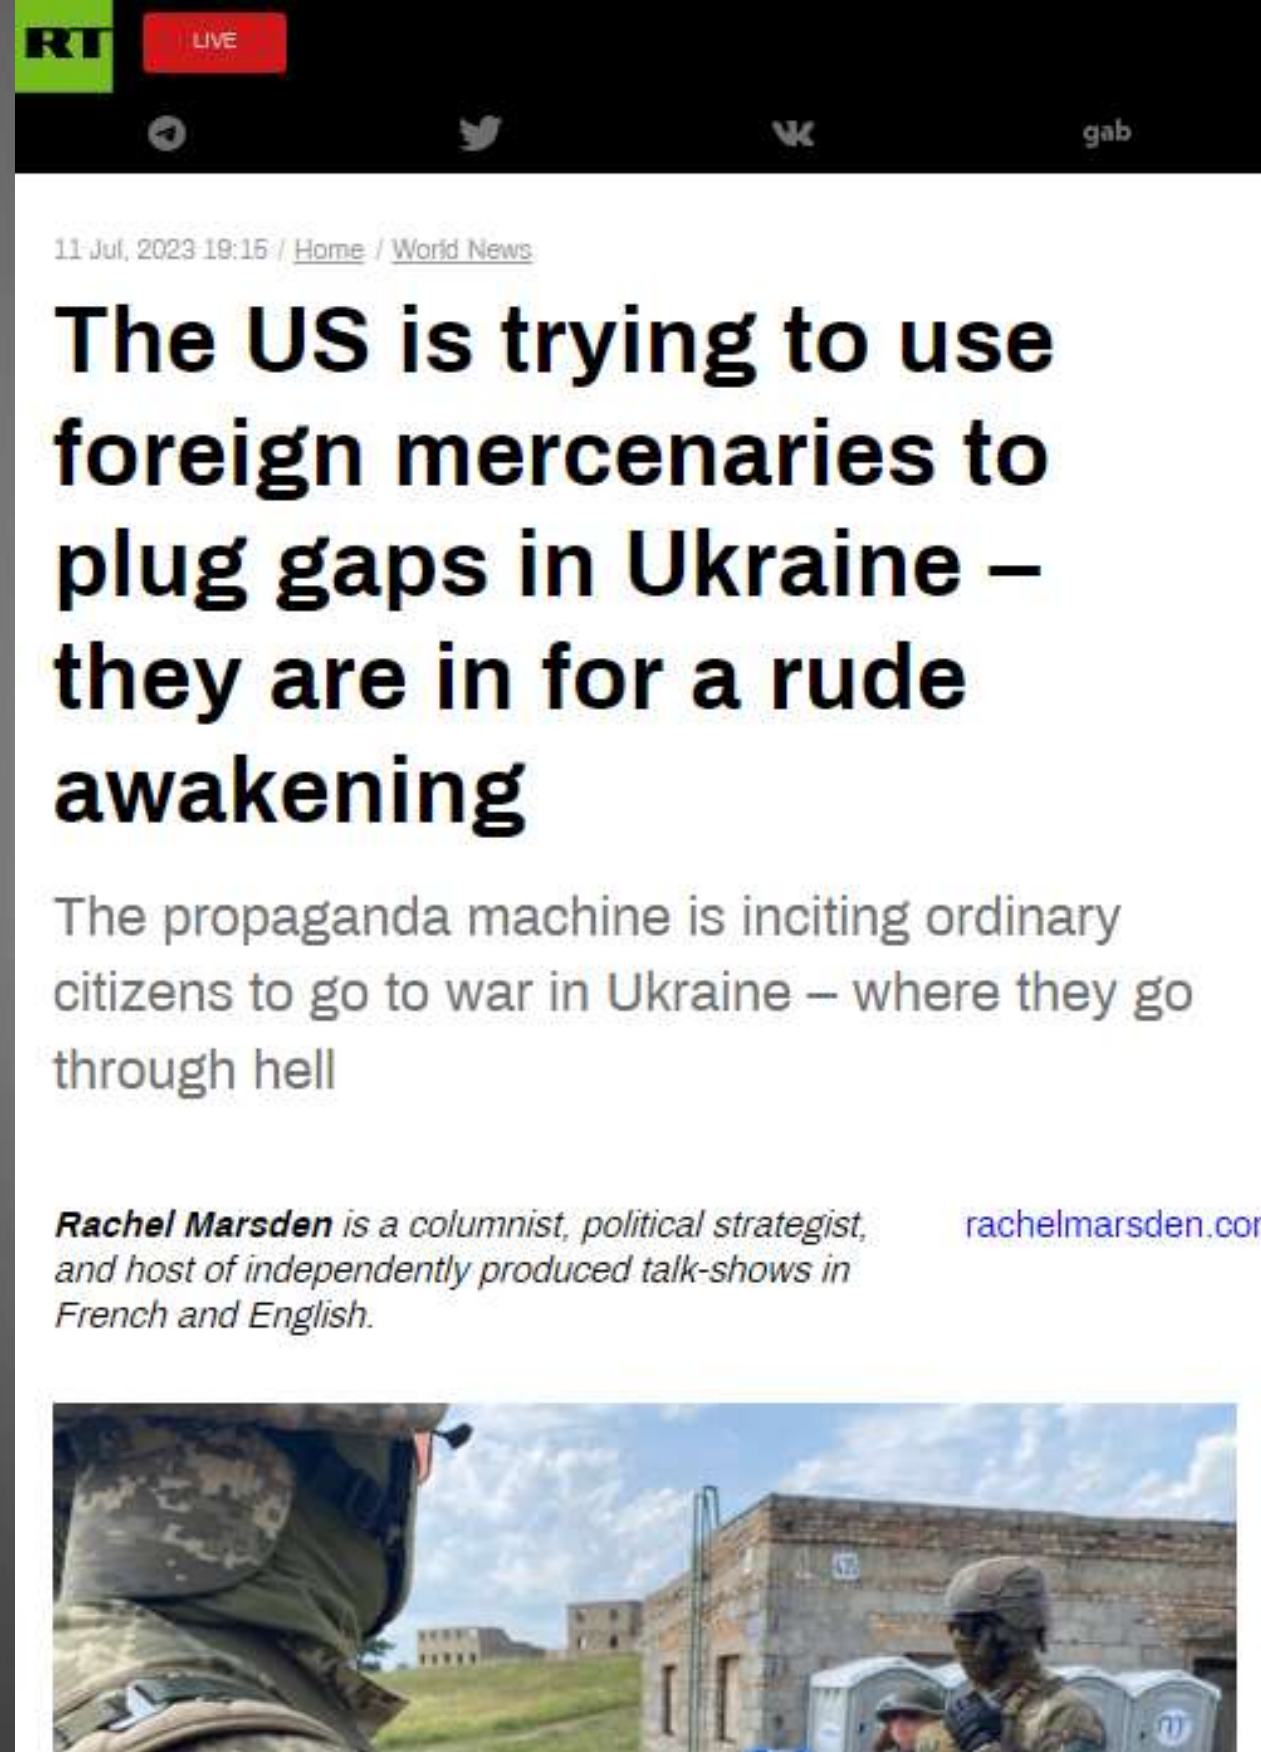 RT
LIVE
gab
11 Jul, 2023 19:15 / Home / World News
The US is trying to use
foreign mercenaries to
plug gaps in Ukraine –
they are in for a rude
awakening
The propaganda machine is inciting ordinary
citizens to go to war in Ukraine – where they go
through hell
Rachel Marsden is a columnist, political strategist,
and host of independently produced talk-shows in
French and English.
rachelmarsden.com